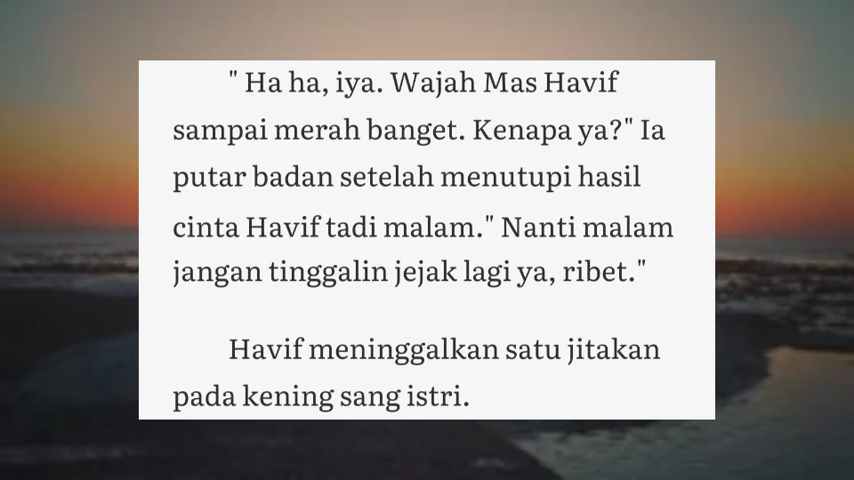 " Ha ha, iya. Wajah Mas Havif
sampai merah banget. Kenapa ya?" Ia
putar badan setelah menutupi hasil
cinta Havif tadi malam." Nanti malam
jangan tinggalin jejak lagi ya, ribet."
Havif meninggalkan satu jitakan
pada kening sang istri.